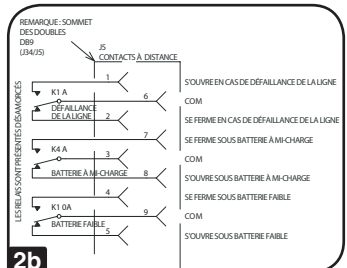 REMARQUE : SOMMET
DES DOUBLES
DB9
(J34/J5)
J5
CONTACTS À DISTANCE
LES RELAIS SONT PRÉSENTÉS DÉSAMORCÉS
1
S'OUVRE EN CAS DE DÉFAILLANCE DE LA LIGNE
K1 A
6
COM
DÉFAILLANCE
DE LA LIGNE
2
SE FERME EN CAS DE DÉFAILLANCE DE LA LIGNE
7
SE FERME SOUS BATTERIE À MI-CHARGE
K4 A
3
COM
BATTERIE À MI-CHARGE
8
S'OUVRE SOUS BATTERIE À MI-CHARGE
4
SE FERME SOUS BATTERIE FAIBLE
K1 0A
9
COM
BATTERIE FAIBLE
5
S'OUVRE SOUS BATTERIE FAIBLE
2b